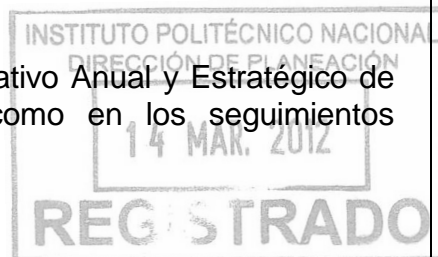 INSTITUTO POLITÉCNICO NACIONAL
DIRECCIÓN DE PLANEACIÓN
ativo Anual y Estratégico de
como en los seguimientos
14 MAR. 2012
REGISTRADO